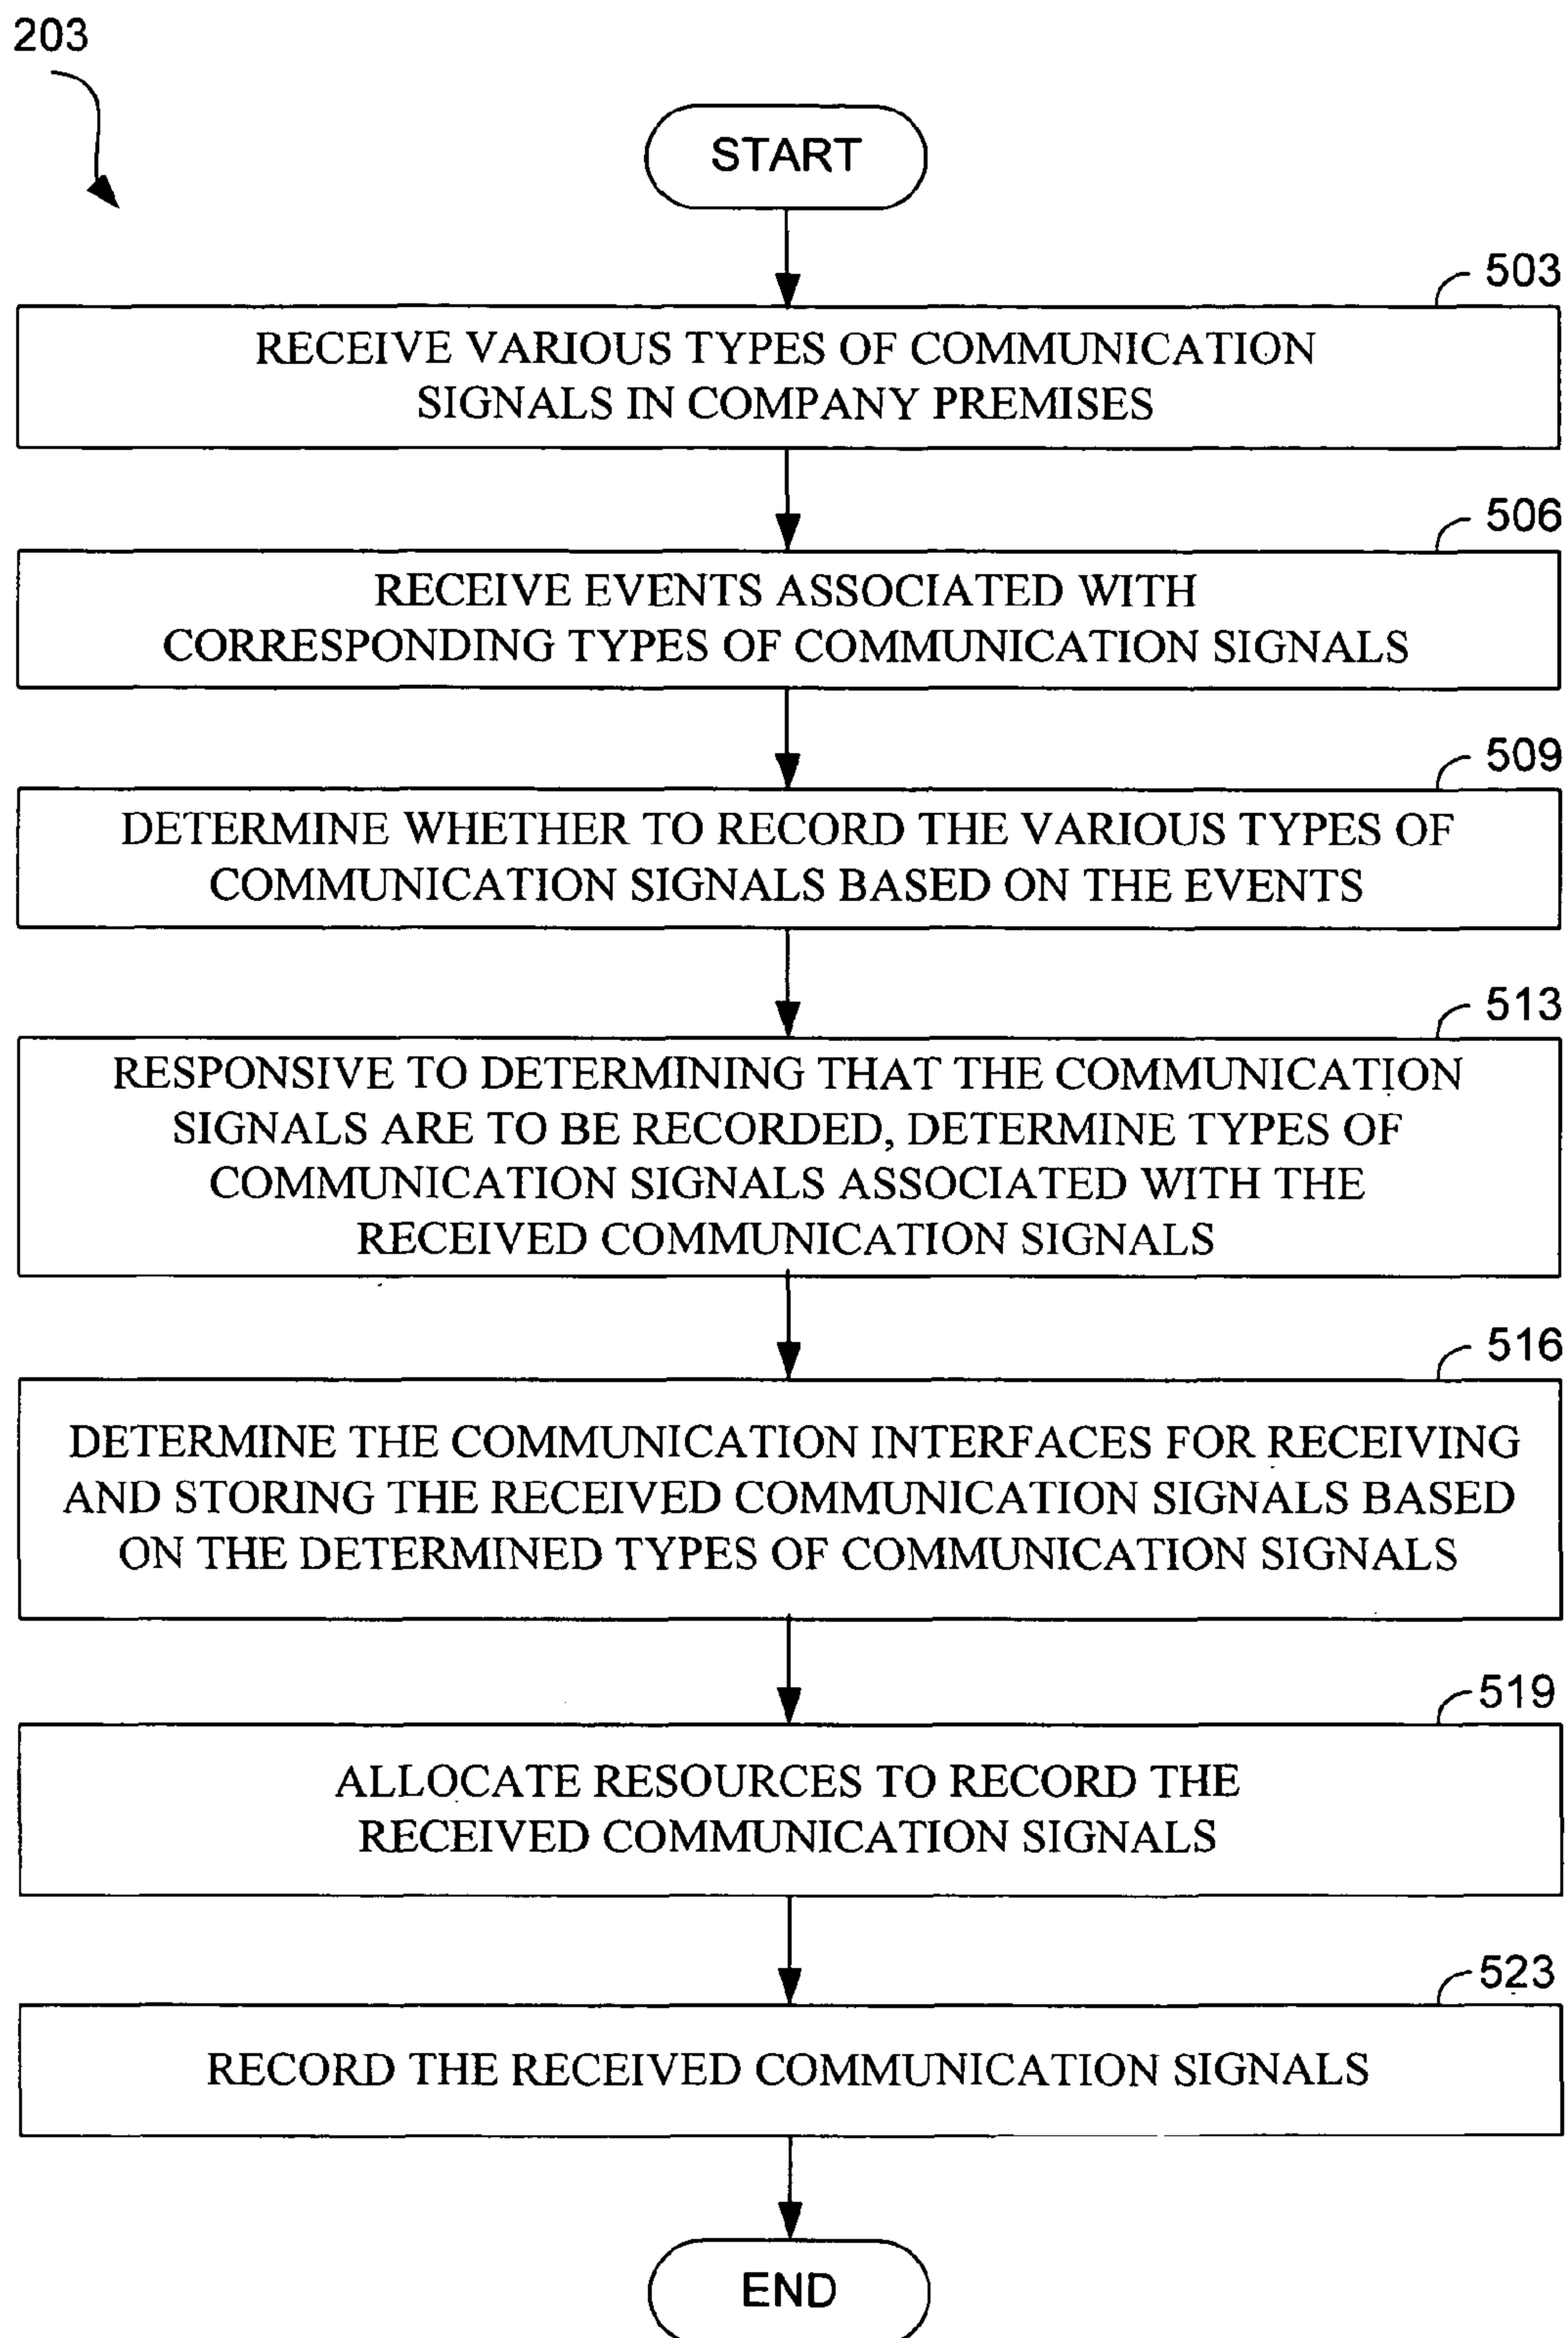 203
START
503
RECEIVE VARIOUS TYPES OF COMMUNICATION
SIGNALS IN COMPANY PREMISES
506
RECEIVE EVENTS ASSOCIATED WITH
CORRESPONDING TYPES OF COMMUNICATION SIGNALS
509
DETERMINE WHETHER TO RECORD THE VARIOUS TYPES OF
COMMUNICATION SIGNALS BASED ON THE EVENTS
513
RESPONSIVE TO DETERMINING THAT THE COMMUNICATION
SIGNALS ARE TO BE RECORDED, DETERMINE TYPES OF
COMMUNICATION SIGNALS ASSOCIATED WITH THE
RECEIVED COMMUNICATION SIGNALS
516
DETERMINE THE COMMUNICATION INTERFACES FOR RECEIVING
AND STORING THE RECEIVED COMMUNICATION SIGNALS BASED
ON THE DETERMINED TYPES OF COMMUNICATION SIGNALS
519
ALLOCATE RESOURCES TO RECORD THE
RECEIVED COMMUNICATION SIGNALS
523
RECORD THE RECEIVED COMMUNICATION SIGNALS
END